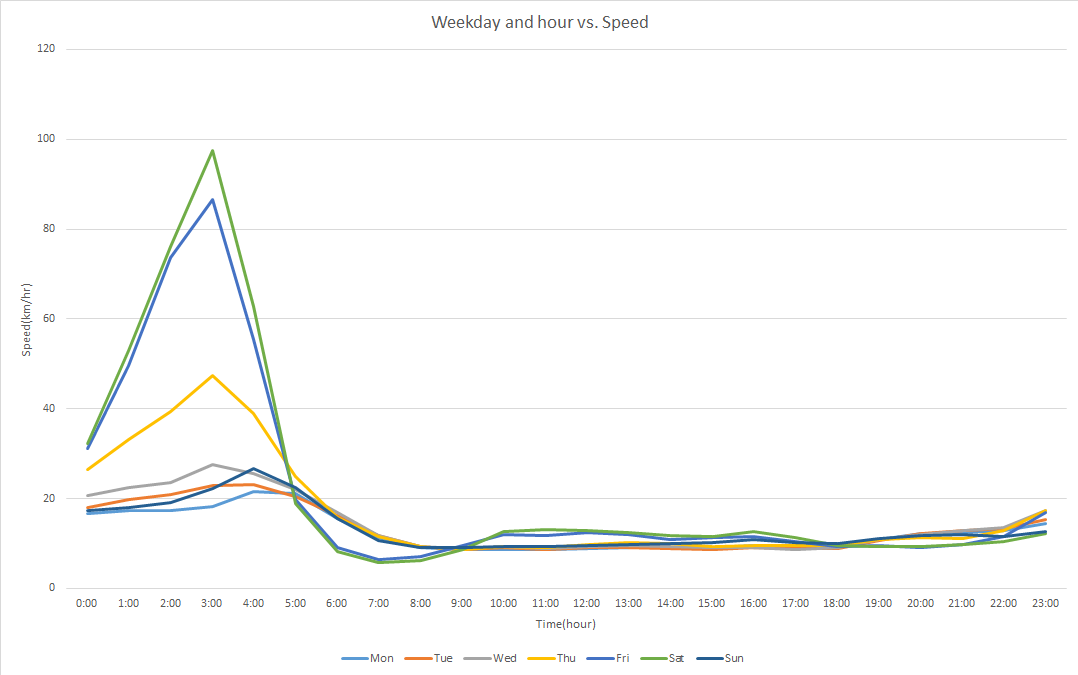 Weekday and hour vs. Speed
120
100
80
60
40
20
0
Speed(km/hr)
0:00 1:00 2:00 3:00 4:00 5:00 6:00 7:00 8:00 9:00 10:00 11:00 12:00 13:00 14:00 15:00 16:00 17:00 18:00 19:00 20:00 21:00 22:00 23:00
Time(hour)
Mon Tue Wed Thu Fri Sat Sun